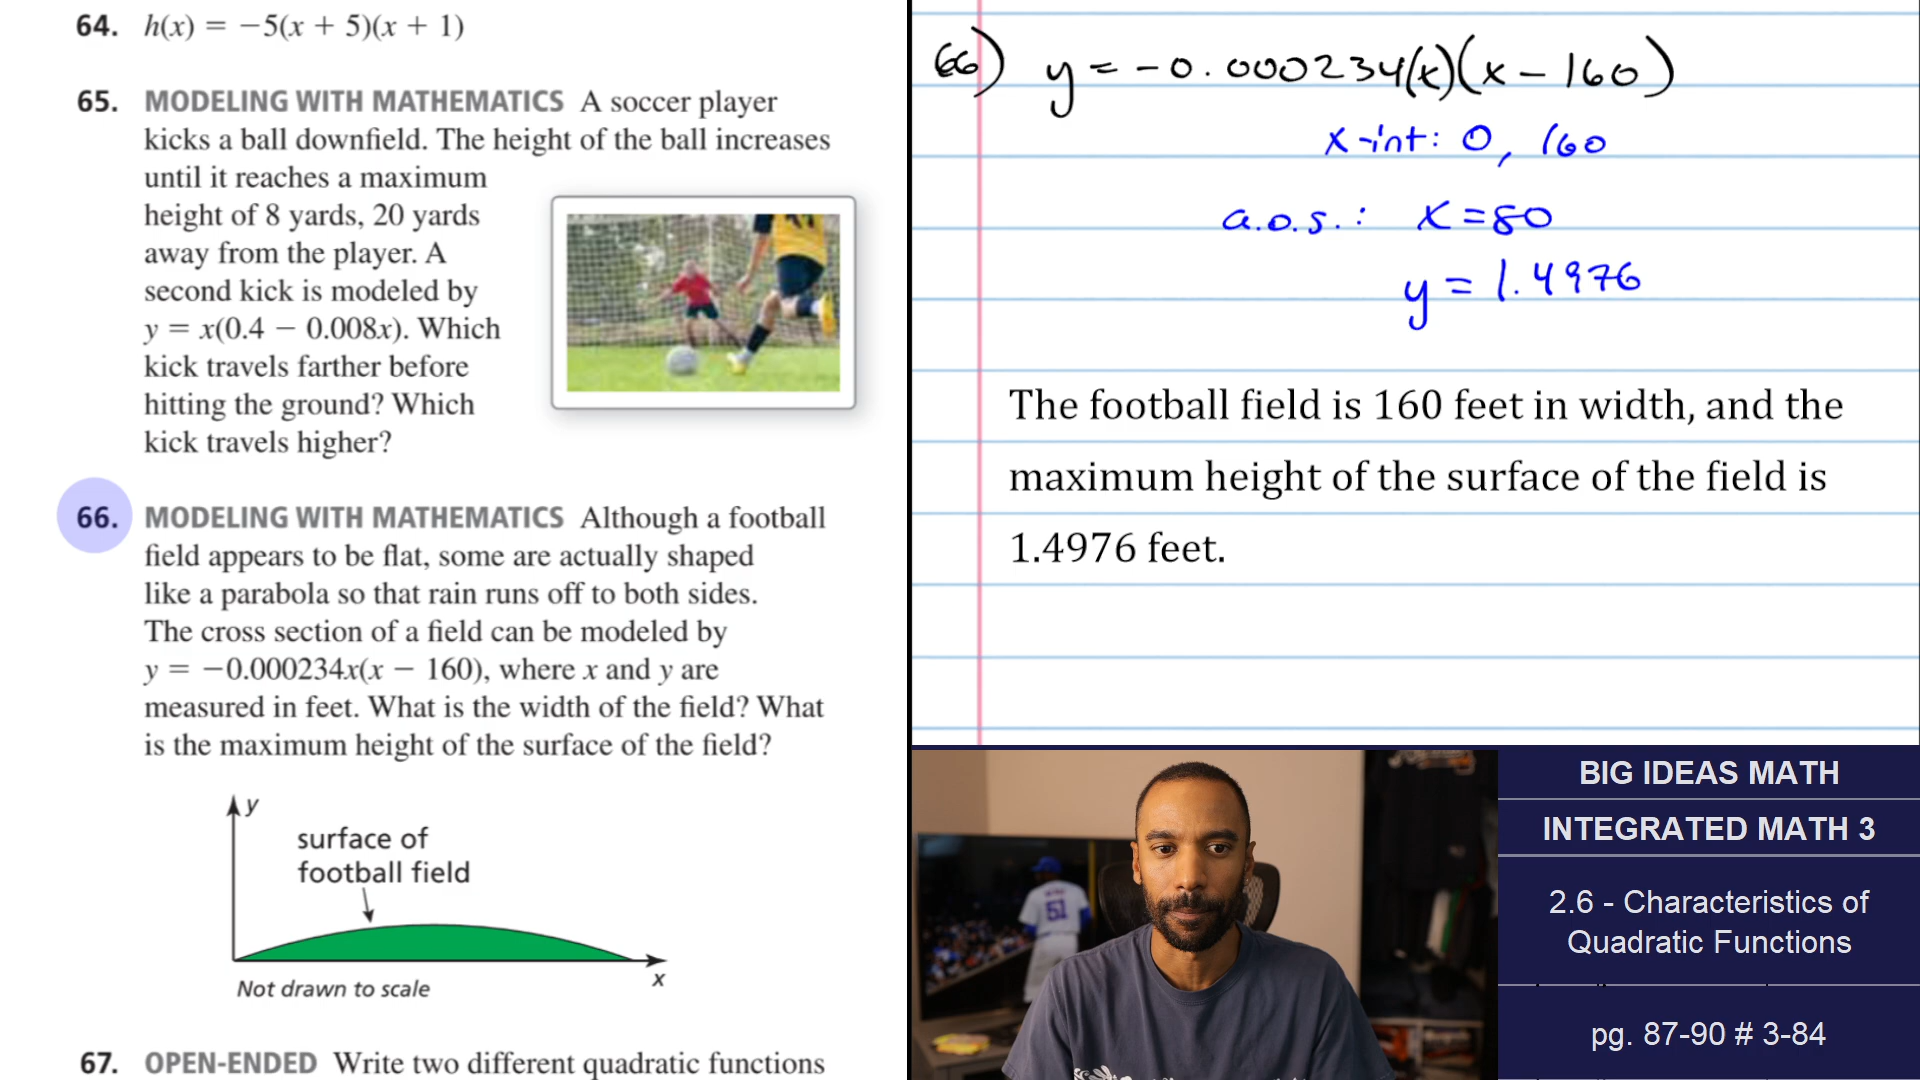 64. h(x) = −5(x + 5)(x + 1)
65. MODELING WITH MATHEMATICS A soccer player
kicks a ball downfield. The height of the ball increases
until it reaches a maximum
height of 8 yards, 20 yards
away from the player. A
second kick is modeled by
y = x(0.4 − 0.008x). Which
kick travels farther before
hitting the ground? Which
kick travels higher?
66. MODELING WITH MATHEMATICS Although a football
field appears to be flat, some are actually shaped
like a parabola so that rain runs off to both sides.
The cross section of a field can be modeled by
y = −0.000234x(x − 160), where x and y are
measured in feet. What is the width of the field? What
is the maximum height of the surface of the field?
y
surface of
football field
x
Not drawn to scale
67. OPEN-ENDED Write two different quadratic functions
66) y = -0.000234(x)(x - 160)
x-int: 0, 160
a.o.s.: x = 80
y = 1.4976
The football field is 160 feet in width, and the
maximum height of the surface of the field is
1.4976 feet.
51
BIG IDEAS MATH
INTEGRATED MATH 3
2.6 - Characteristics of
Quadratic Functions
pg. 87-90 # 3-84